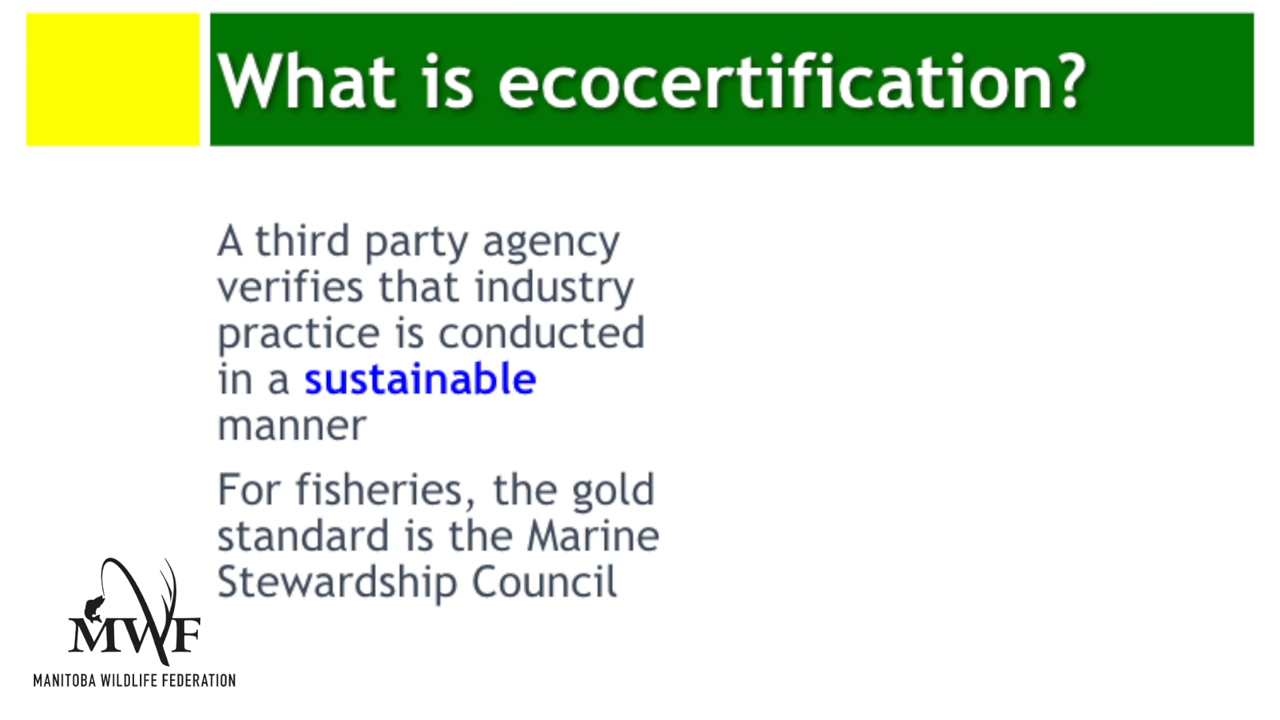 What is ecocertification?
A third party agency
verifies that industry
practice is conducted
in a sustainable
manner
For fisheries, the gold
standard is the Marine
Stewardship Council
MWF
MANITOBA WILDLIFE FEDERATION